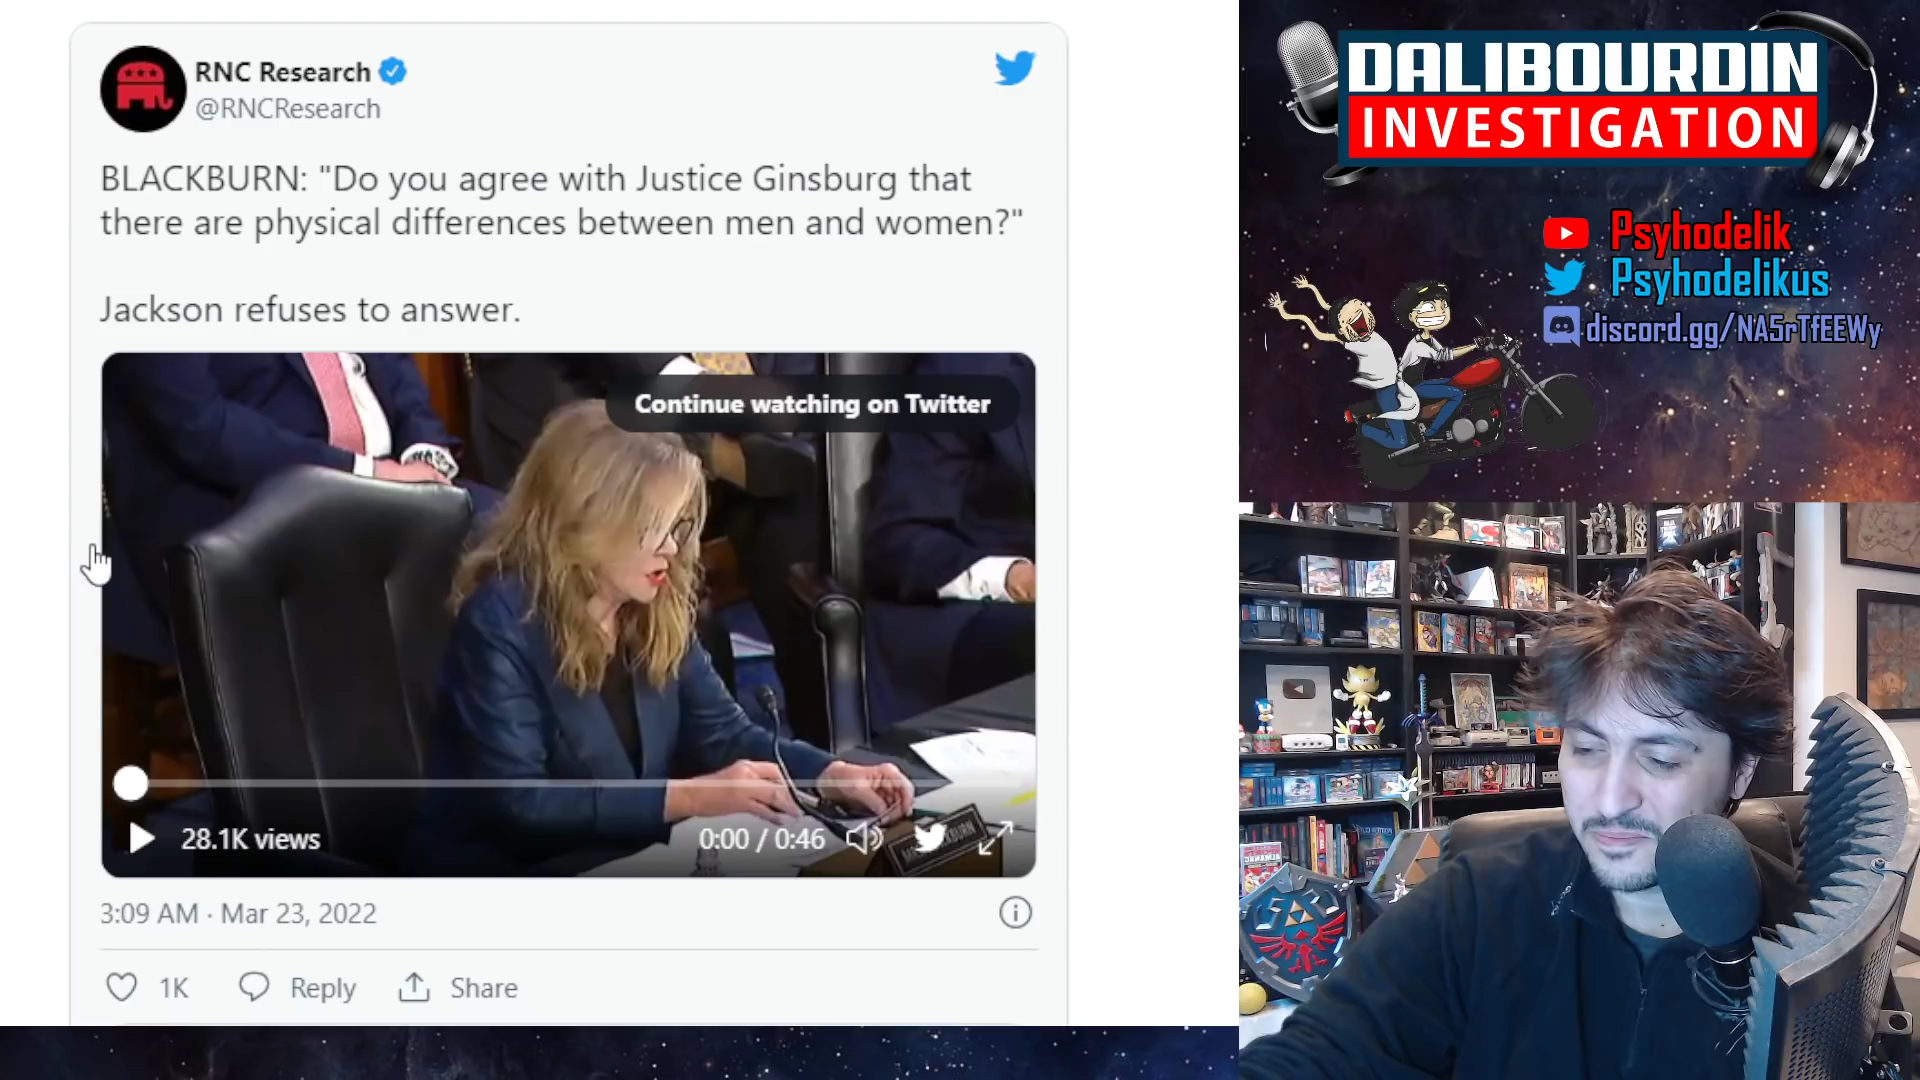 RNC Research
@RNCResearch
BLACKBURN: "Do you agree with Justice Ginsburg that
there are physical differences between men and women?"
Jackson refuses to answer.
Continue watching on Twitter
28.1K views
0:00 / 0:46
BLACKBURN
3:09 AM · Mar 23, 2022
1K
Reply
Share
DALIBOURDIN
INVESTIGATION
Psyhodelik
Psyhodelikus
discord.gg/NA5rTfEEWy